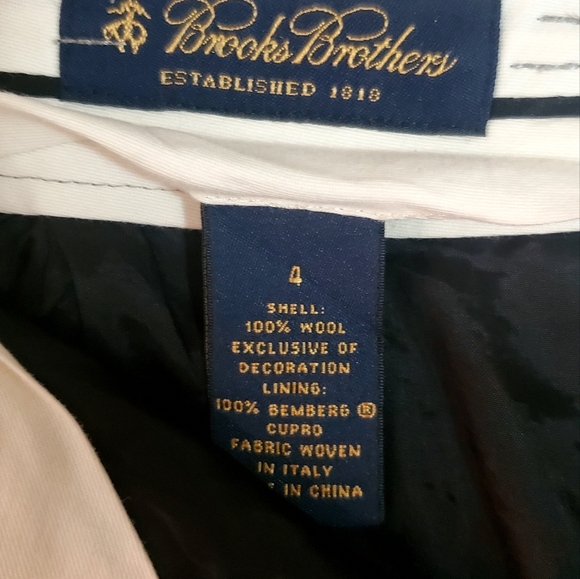 Brooks Brothers
ESTABLISHED 1818
4
SHELL:
100% WOOL
EXCLUSIVE OF
DECORATION
LINING:
100% BEMBERG ®
CUPRO
FABRIC WOVEN
IN ITALY
IN CHINA